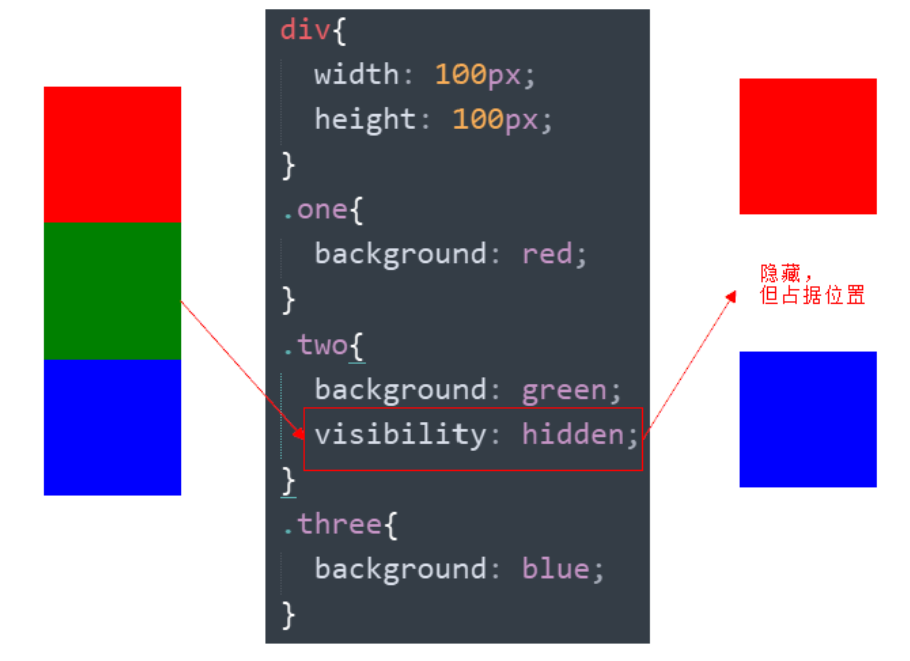 div{
width: 100px;
height: 100px;
}
.one{
background: red;
}
.two{
background: green;
visibility: hidden;
}
.three{
background: blue;
}
隐藏，
但占据位置